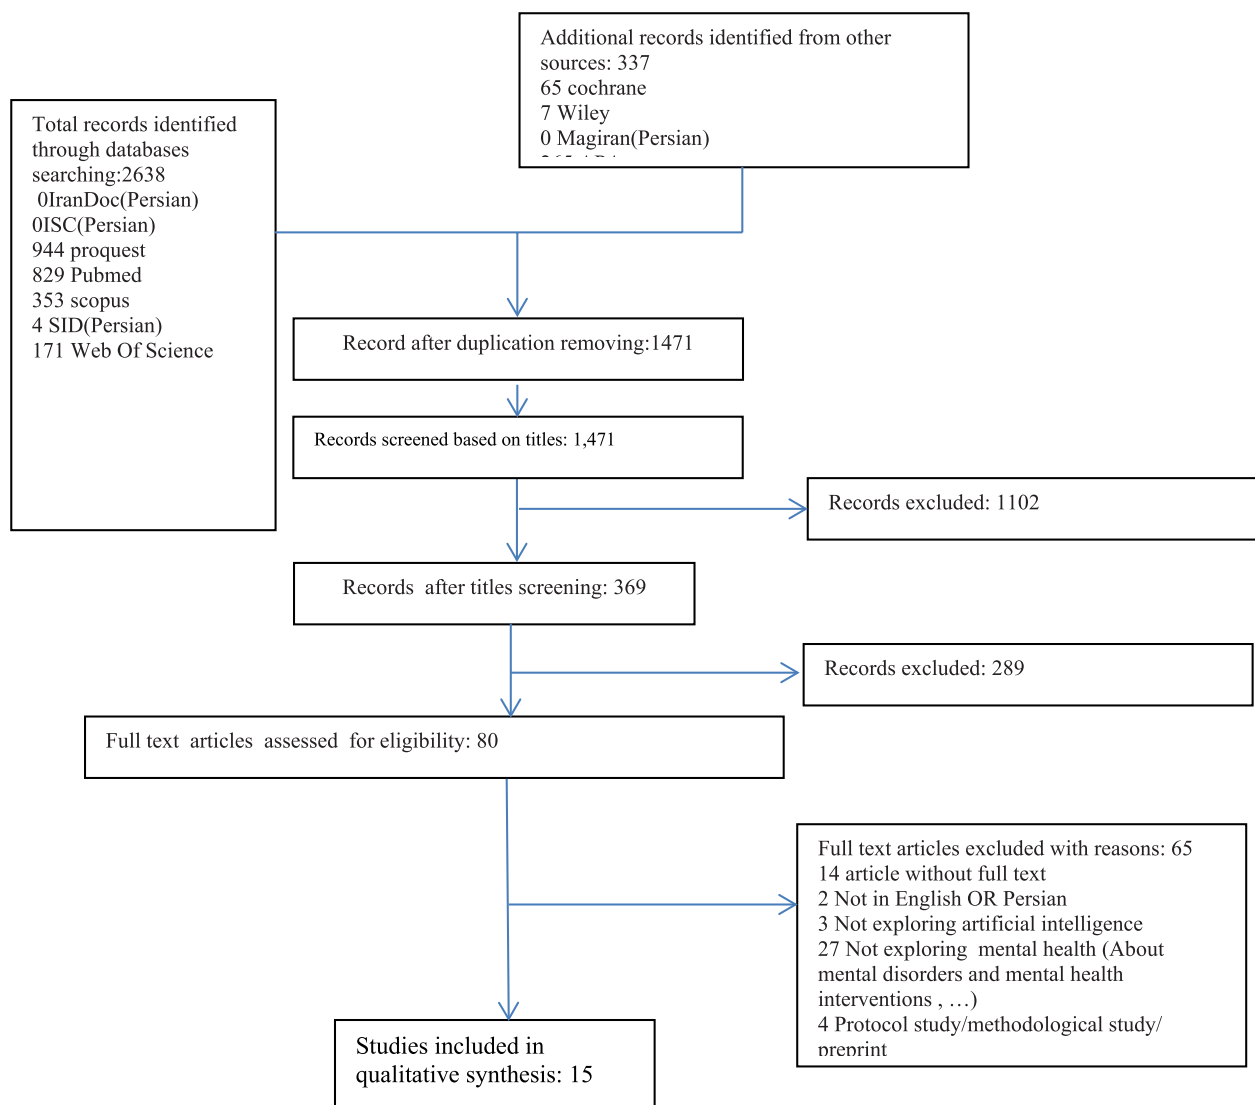 Additional records identified from other
sources: 337
65 cochrane
7 Wiley
0 Magiran(Persian)
Total records identified
through databases
searching:2638
0IranDoc(Persian)
0ISC(Persian)
944 proquest
829 Pubmed
353 scopus
4 SID(Persian)
171 Web Of Science
Record after duplication removing:1471
Records screened based on titles: 1,471
Records excluded: 1102
Records after titles screening: 369
Records excluded: 289
Full text articles assessed for eligibility: 80
Full text articles excluded with reasons: 65
14 article without full text
2 Not in English OR Persian
3 Not exploring artificial intelligence
27 Not exploring mental health (About
mental disorders and mental health
interventions , …)
4 Protocol study/methodological study/
preprint
Studies included in
qualitative synthesis: 15